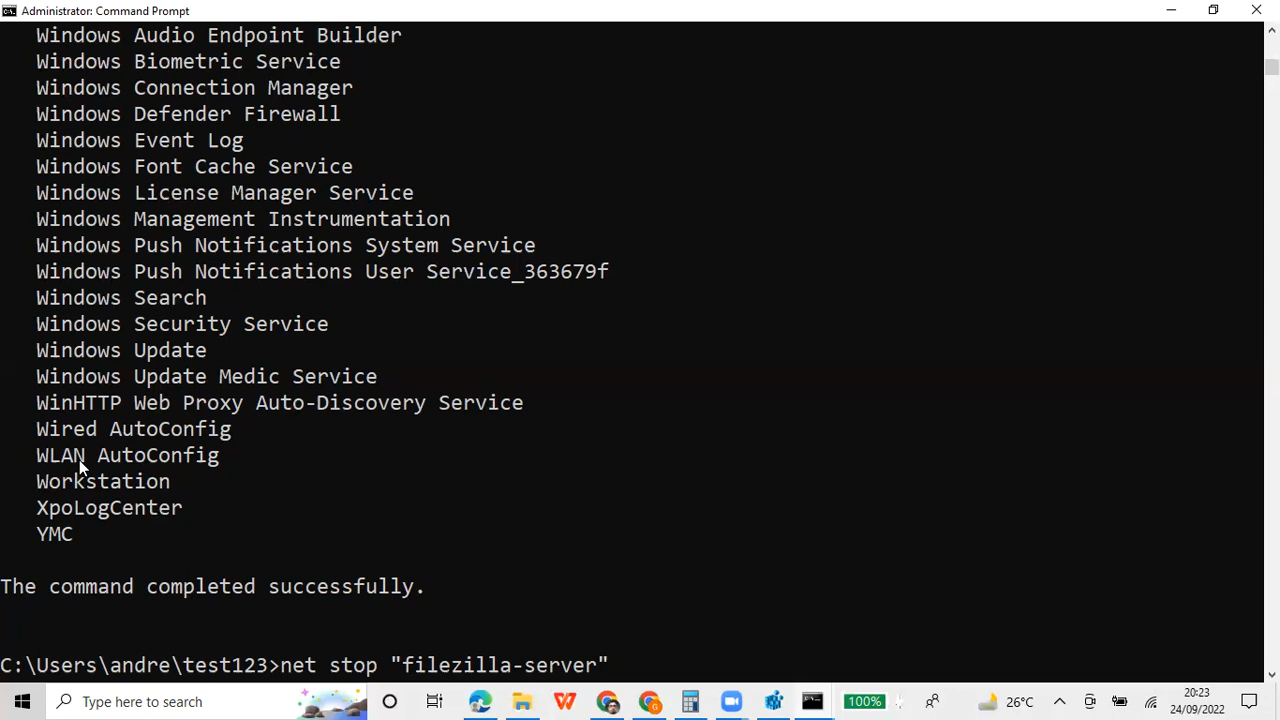 Administrator: Command Prompt
Windows Audio Endpoint Builder
Windows Biometric Service
Windows Connection Manager
Windows Defender Firewall
Windows Event Log
Windows Font Cache Service
Windows License Manager Service
Windows Management Instrumentation
Windows Push Notifications System Service
Windows Push Notifications User Service_363679f
Windows Search
Windows Security Service
Windows Update
Windows Update Medic Service
WinHTTP Web Proxy Auto-Discovery Service
Wired AutoConfig
WLAN AutoConfig
Workstation
XpoLogCenter
YMC
The command completed successfully.
C:\Users\andre\test123>net stop "filezilla-server"
Type here to search
100%
26°C
20:23
24/09/2022